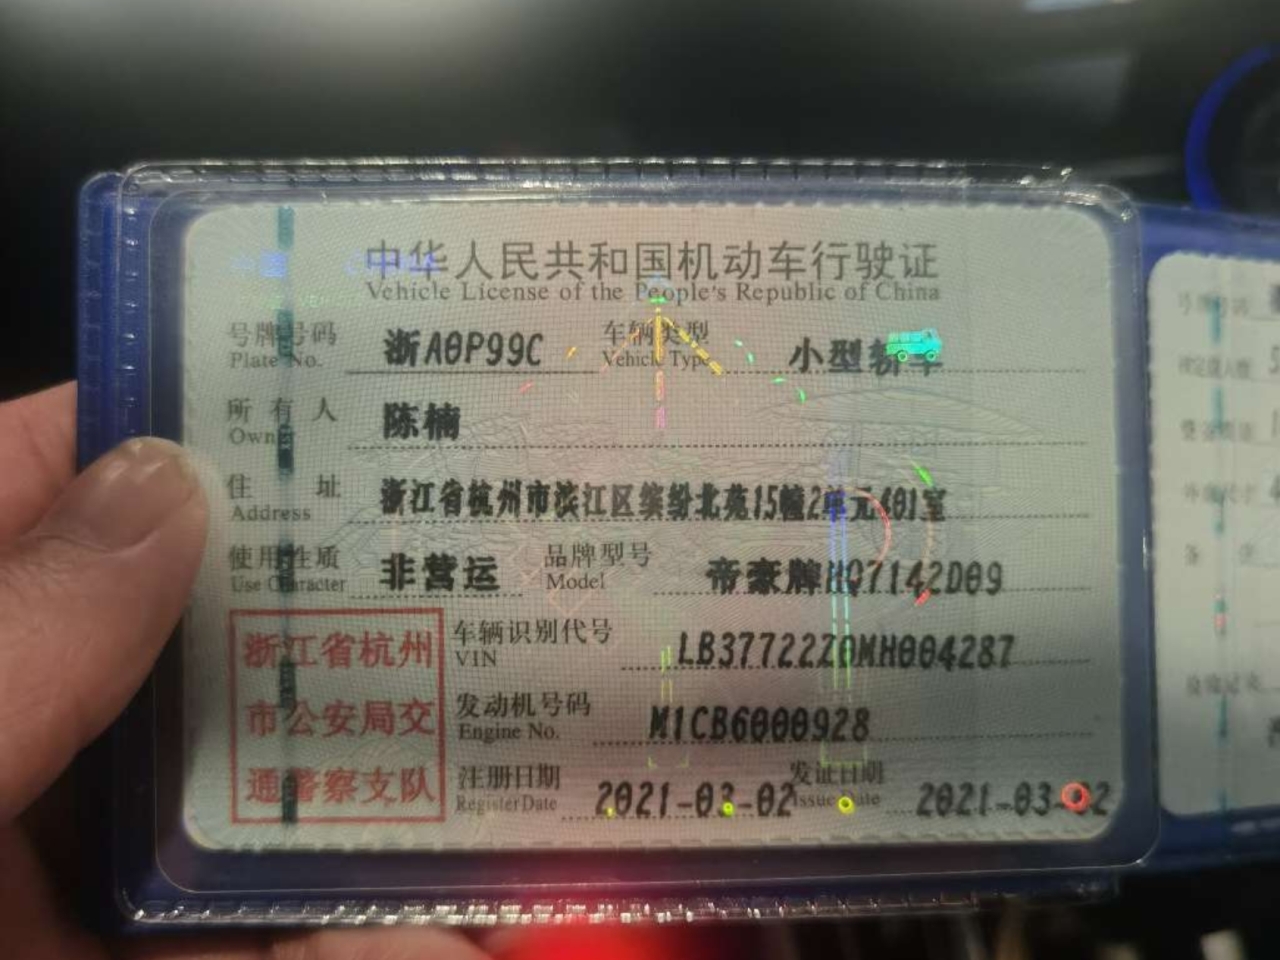 中华人民共和国机动车行驶证
Vehicle License of the People's Republic of China
号牌号码 浙A0P99C 车辆类型 小型轿车
Plate No. Vehicle Type
所有人 陈楠
Owner
住址 浙江省杭州市滨江区缤纷北苑15幢2单元401室
Address
使用性质 非营运 品牌型号 帝豪牌HQ7142D09
Use Character Model
浙江省杭州
市公安局交
通警察支队
车辆识别代号 LB37722Z0MH004287
VIN
发动机号码 M1CB6000928
Engine No.
注册日期 2021-03-02 发证日期 2021-03-02
Register Date Issue Date